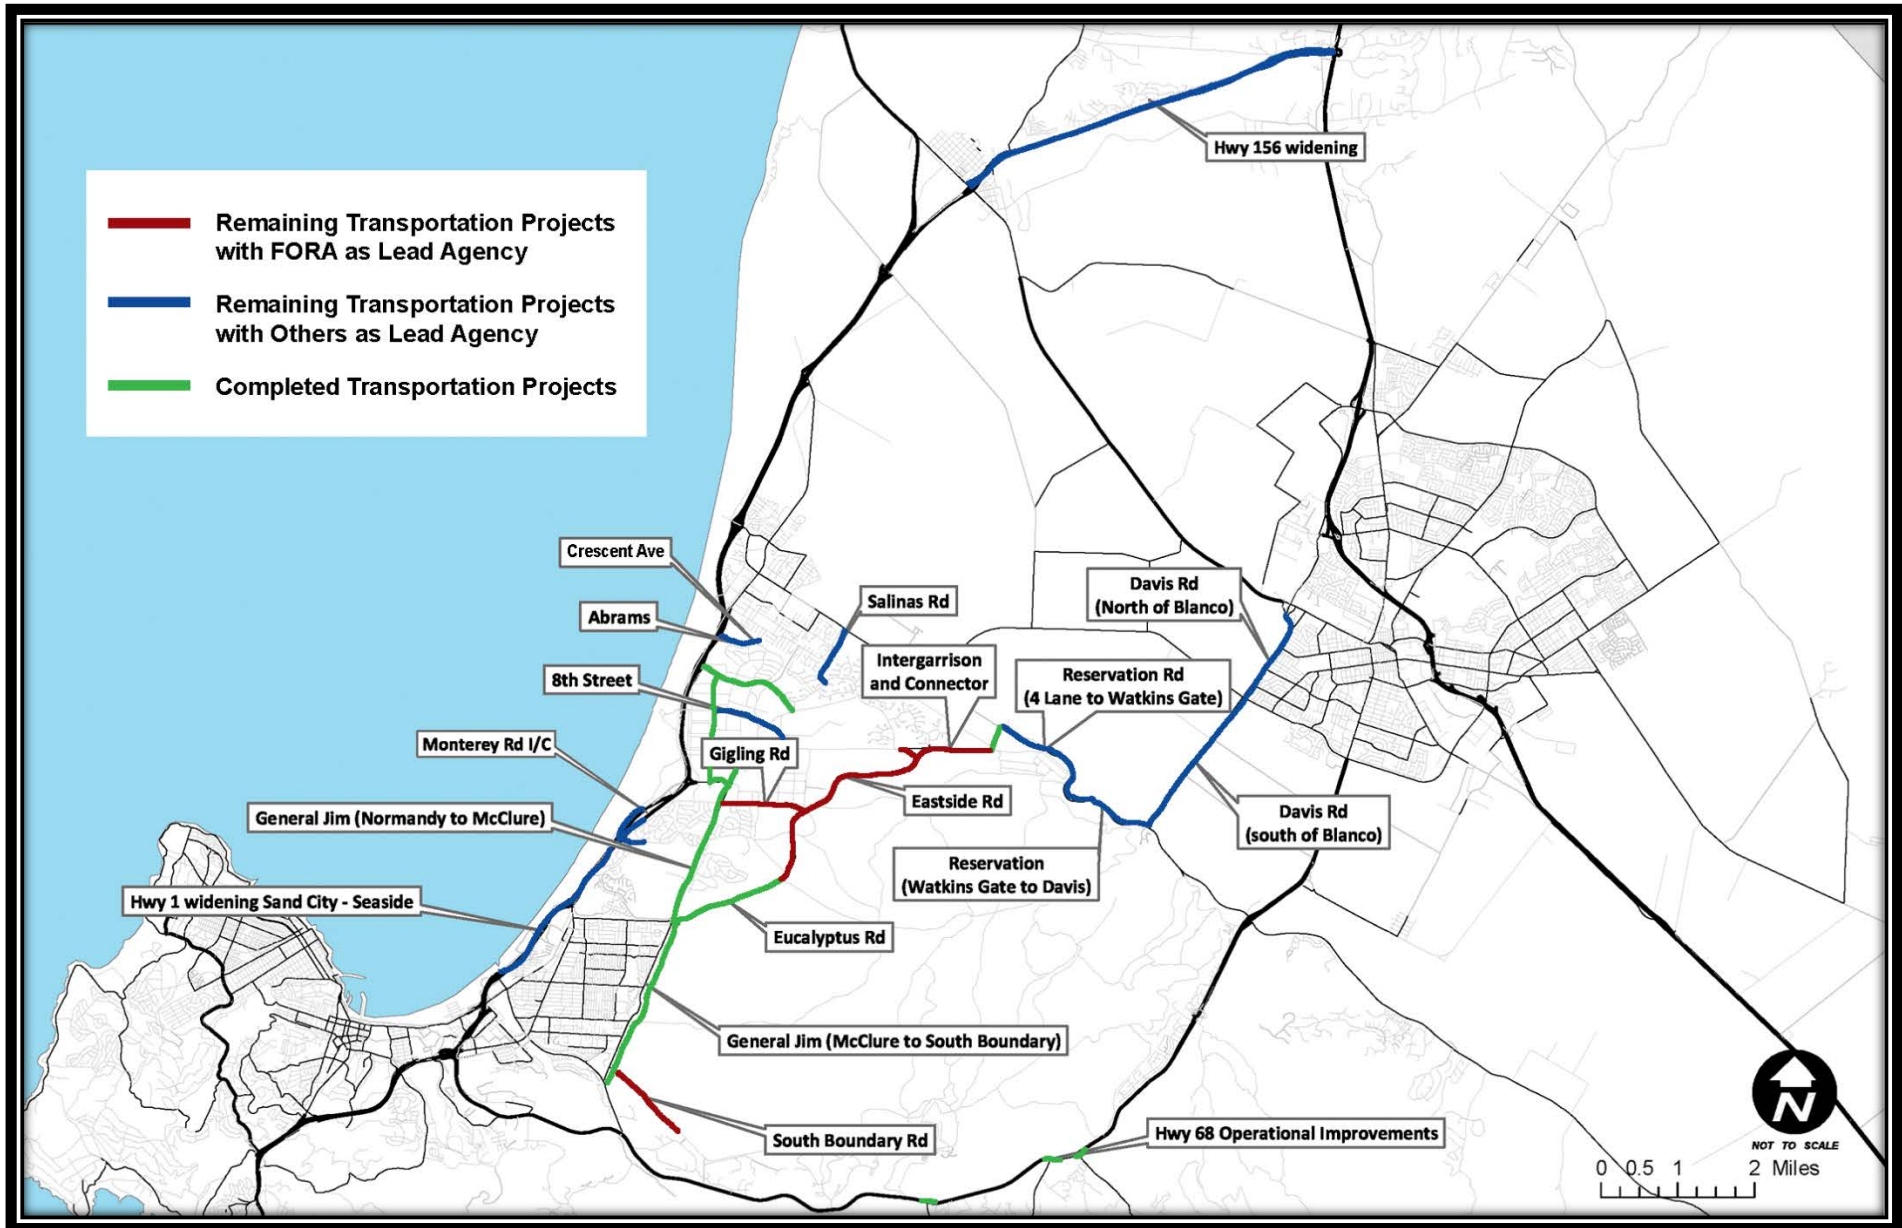 Hwy 156 widening
Remaining Transportation Projects
with FORA as Lead Agency
Remaining Transportation Projects
with Others as Lead Agency
Completed Transportation Projects
Crescent Ave
Abrams
Salinas Rd
Davis Rd
(North of Blanco)
8th Street
Intergarrison
and Connector
Reservation Rd
(4 Lane to Watkins Gate)
Monterey Rd I/C
Gigling Rd
General Jim (Normandy to McClure)
Eastside Rd
Davis Rd
(south of Blanco)
Reservation
(Watkins Gate to Davis)
Hwy 1 widening Sand City - Seaside
Eucalyptus Rd
General Jim (McClure to South Boundary)
South Boundary Rd
Hwy 68 Operational Improvements
N
NOT TO SCALE
0 0.5 1 2 Miles